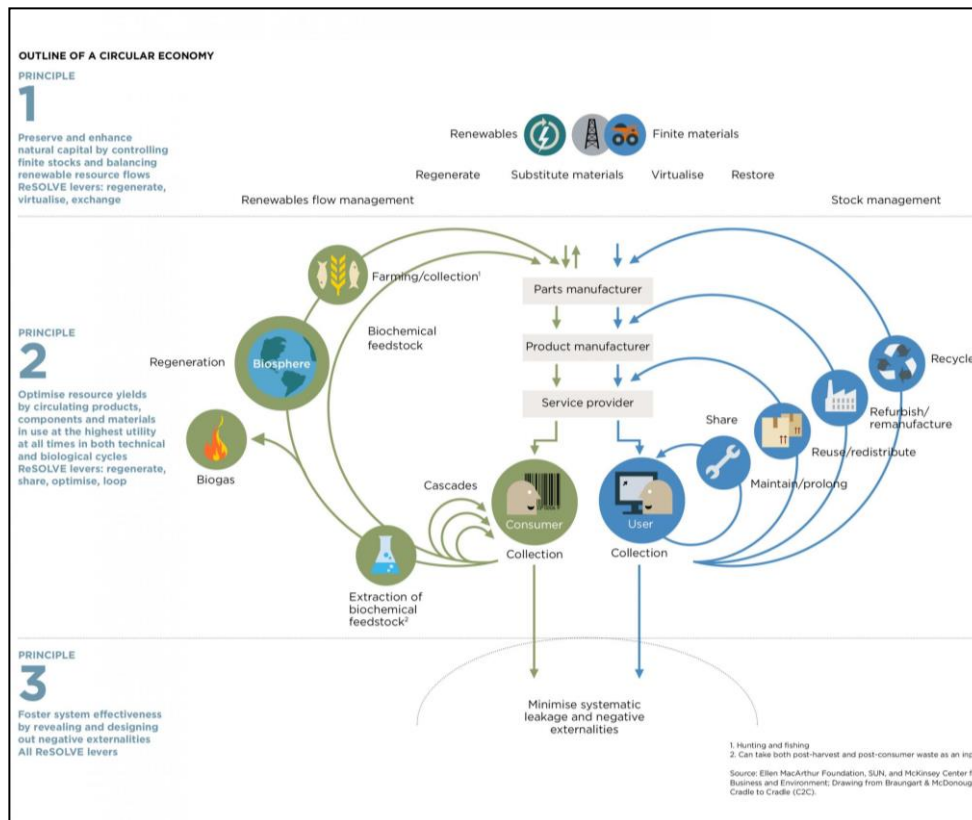 OUTLINE OF A CIRCULAR ECONOMY
PRINCIPLE
1
Preserve and enhance
natural capital by controlling
finite stocks and balancing
renewable resource flows
ReSOLVE levers: regenerate,
virtualise, exchange
Renewables
Finite materials
Regenerate
Substitute materials
Virtualise
Restore
Renewables flow management
Stock management
PRINCIPLE
2
Optimise resource yields
by circulating products,
components and materials
in use at the highest utility
at all times in both technical
and biological cycles
ReSOLVE levers: regenerate,
share, optimise, loop
Farming/collection¹
Parts manufacturer
Biochemical
feedstock
Regeneration
Biosphere
Product manufacturer
Recycle
Service provider
Share
Refurbish/
remanufacture
Reuse/redistribute
Biogas
Cascades
Maintain/prolong
Consumer
User
Collection
Collection
Extraction of
biochemical
feedstock²
PRINCIPLE
3
Foster system effectiveness
by revealing and designing
out negative externalities
All ReSOLVE levers
Minimise systematic
leakage and negative
externalities
1. Hunting and fishing
2. Can take both post-harvest and post-consumer waste as an
Source: Ellen MacArthur Foundation, SUN, and McKinsey Center
Business and Environment; Drawing from Braungart &
Cradle to Cradle (C2C).